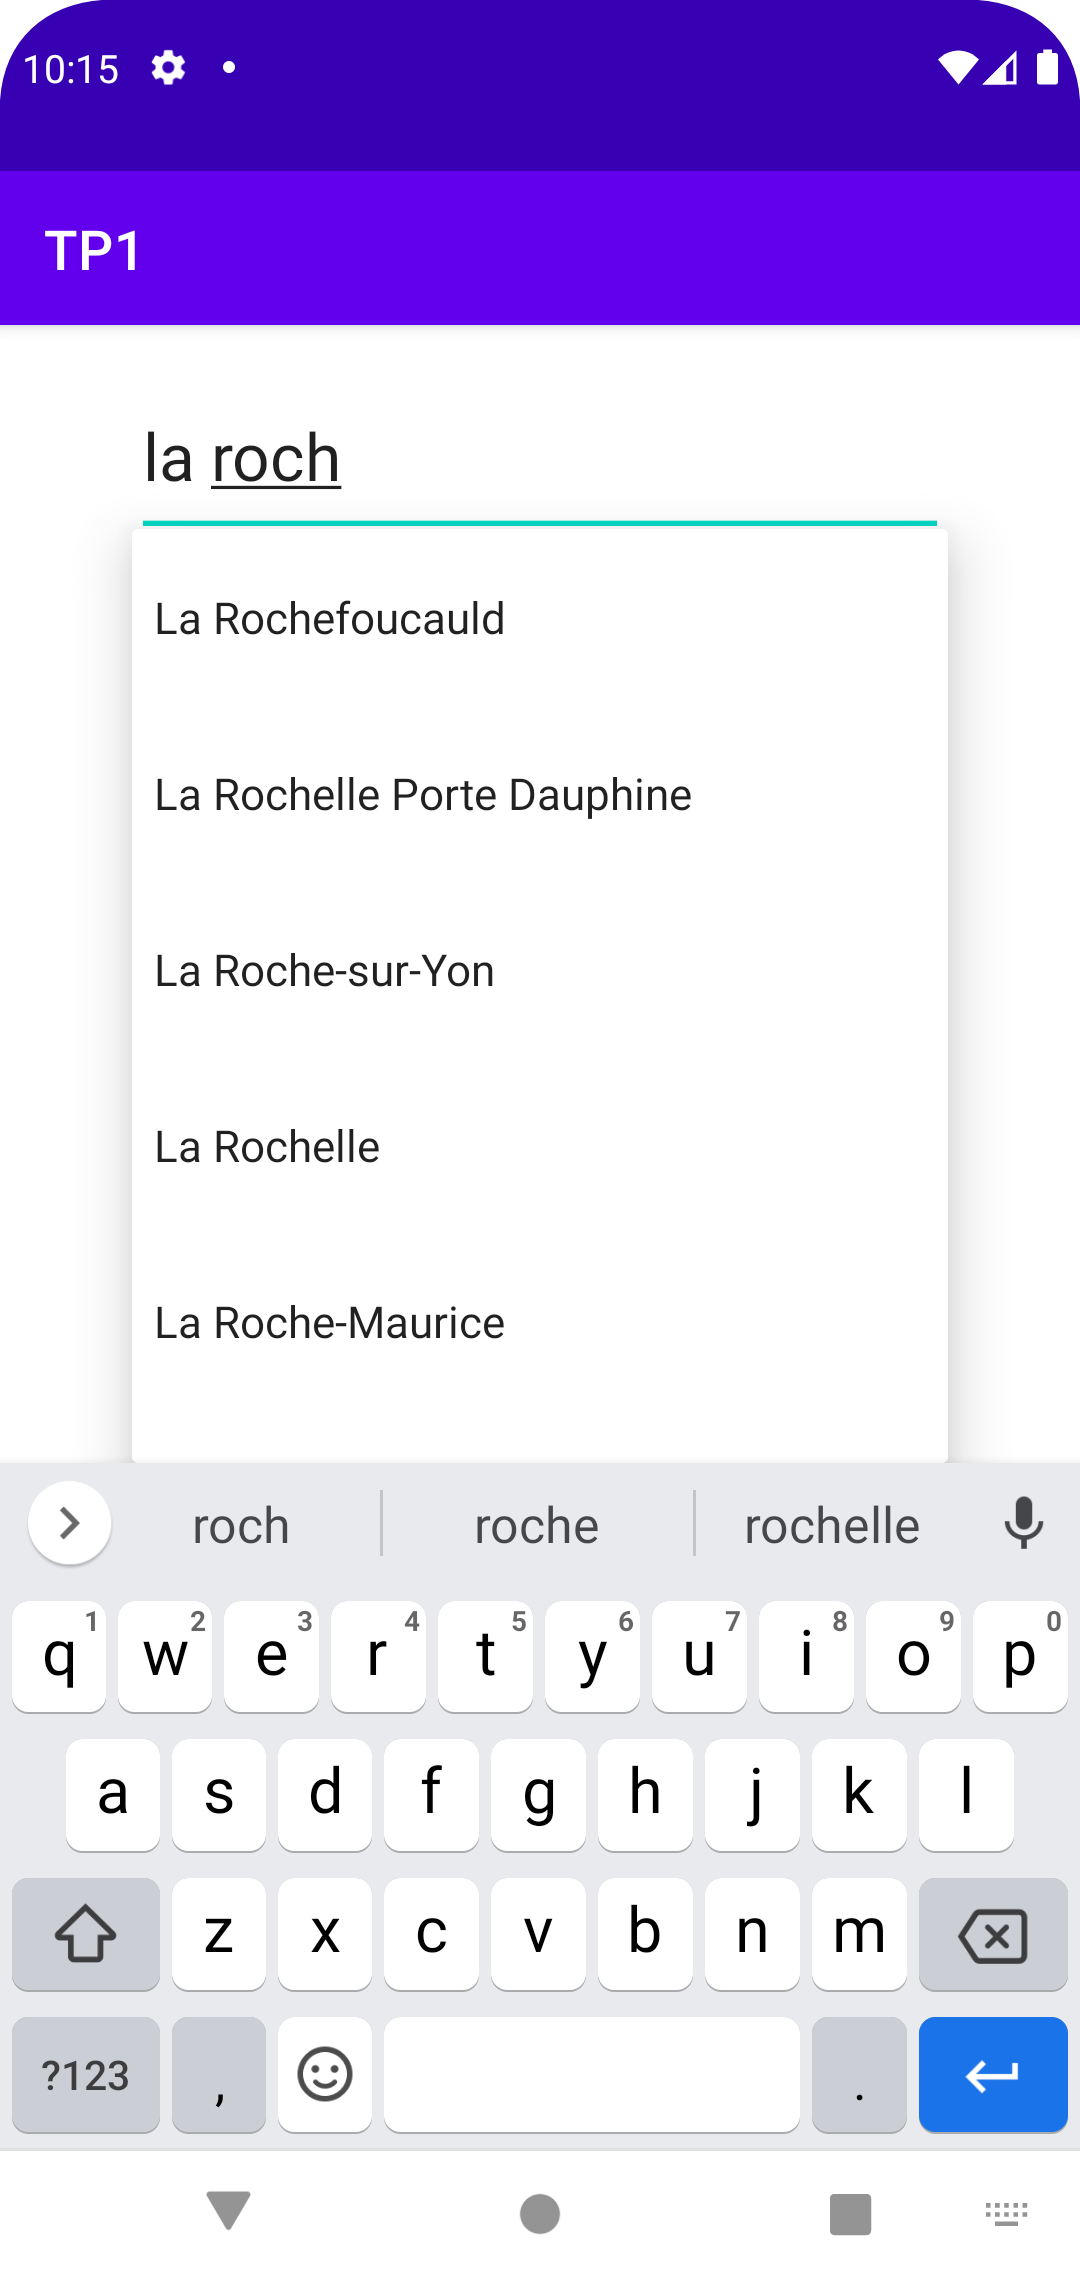 10:15
TP1
la roch
La Rochefoucauld
La Rochelle Porte Dauphine
La Roche-sur-Yon
La Rochelle
La Roche-Maurice
roch roche rochelle
1 2 3 4 5 6 7 8 9 0
q w e r t y u i o p
a s d f g h j k l
z x c v b n m
?123 , .